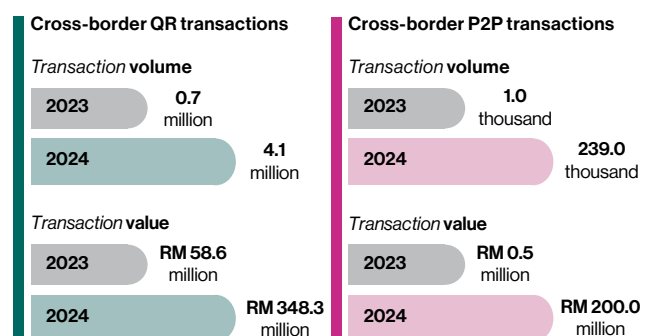 Cross-border QR transactions
Transaction volume
2023
0.7
million
2024
4.1
million
Transaction value
2023
RM 58.6
million
2024
RM 348.3
million
Cross-border P2P transactions
Transaction volume
2023
1.0
thousand
2024
239.0
thousand
Transaction value
2023
RM 0.5
million
2024
RM 200.0
million